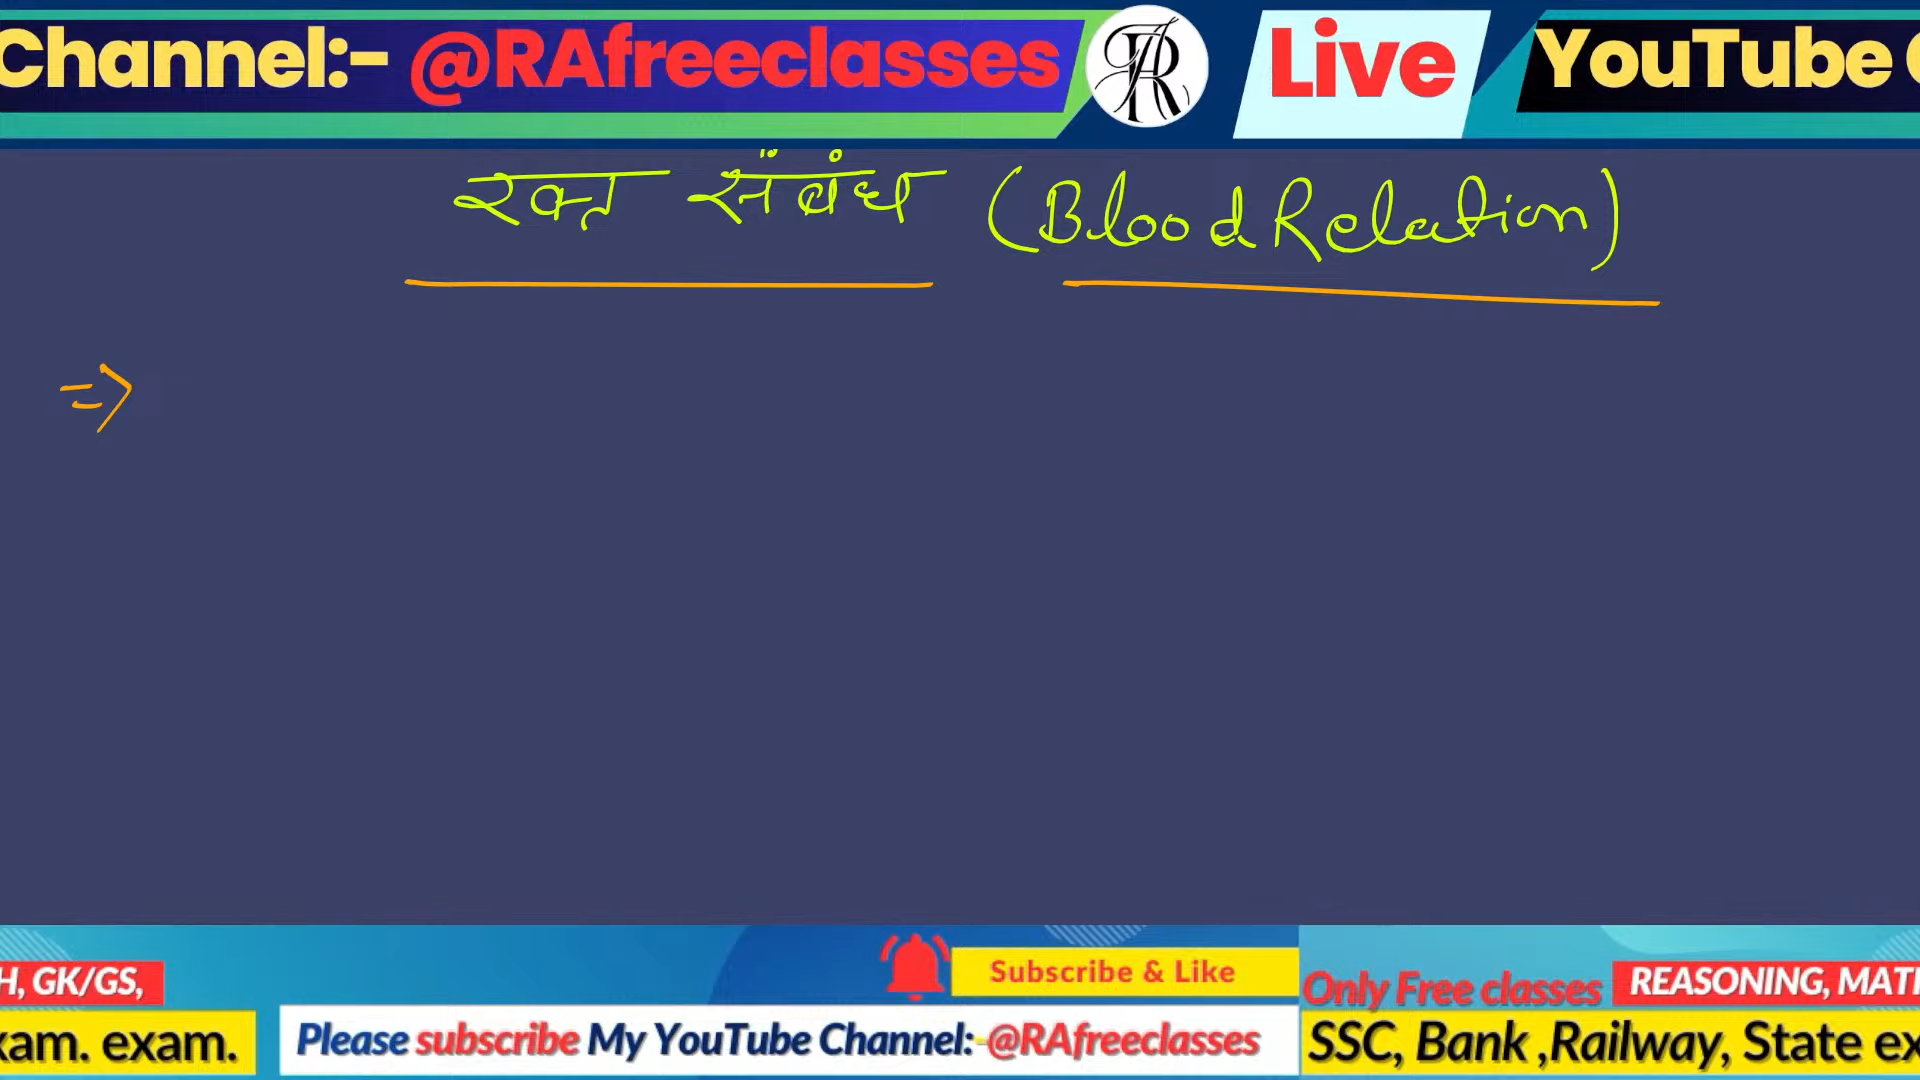 Channel:- @RAfreeclasses Live YouTube
रक्त संबंध (Blood Relation)
=>
Subscribe & Like
H, GK/GS,
Only Free classes REASONING, MAT
xam. exam.
Please subscribe My YouTube Channel:-@RAfreeclasses
SSC, Bank ,Railway, State ex